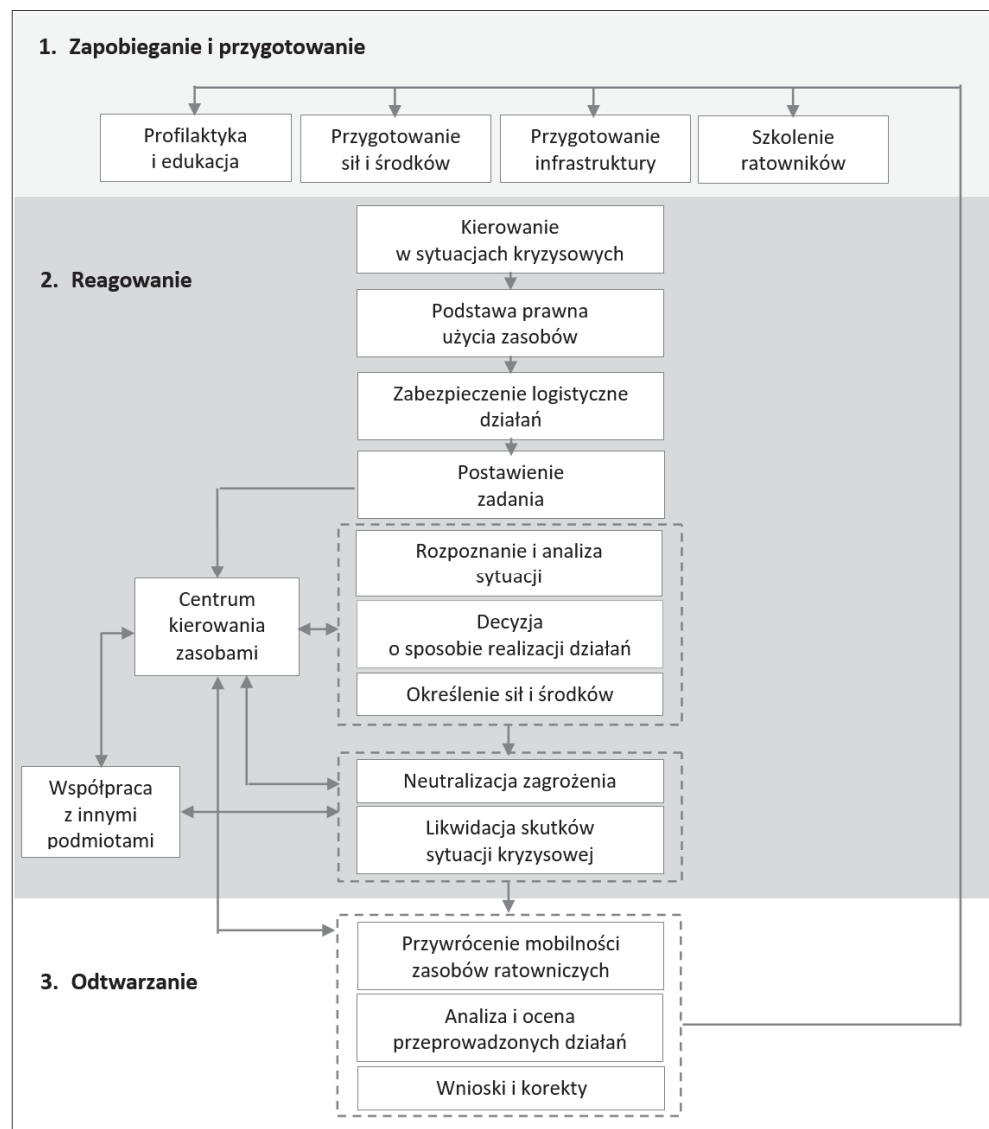 1. Zapobieganie i przygotowanie
Profilaktyka
i edukacja
Przygotowanie
sił i środków
Przygotowanie
infrastruktury
Szkolenie
ratowników
Kierowanie
w sytuacjach kryzysowych
2. Reagowanie
Podstawa prawna
użycia zasobów
Zabezpieczenie logistyczne
działań
Postawienie
zadania
Rozpoznanie i analiza
sytuacji
Centrum
kierowania
zasobami
Decyzja
o sposobie realizacji działań
Określenie sił i środków
Współpraca
z innymi
podmiotami
Neutralizacja zagrożenia
Likwidacja skutków
sytuacji kryzysowej
3. Odtwarzanie
Przywrócenie mobilności
zasobów ratowniczych
Analiza i ocena
przeprowadzonych działań
Wnioski i korekty